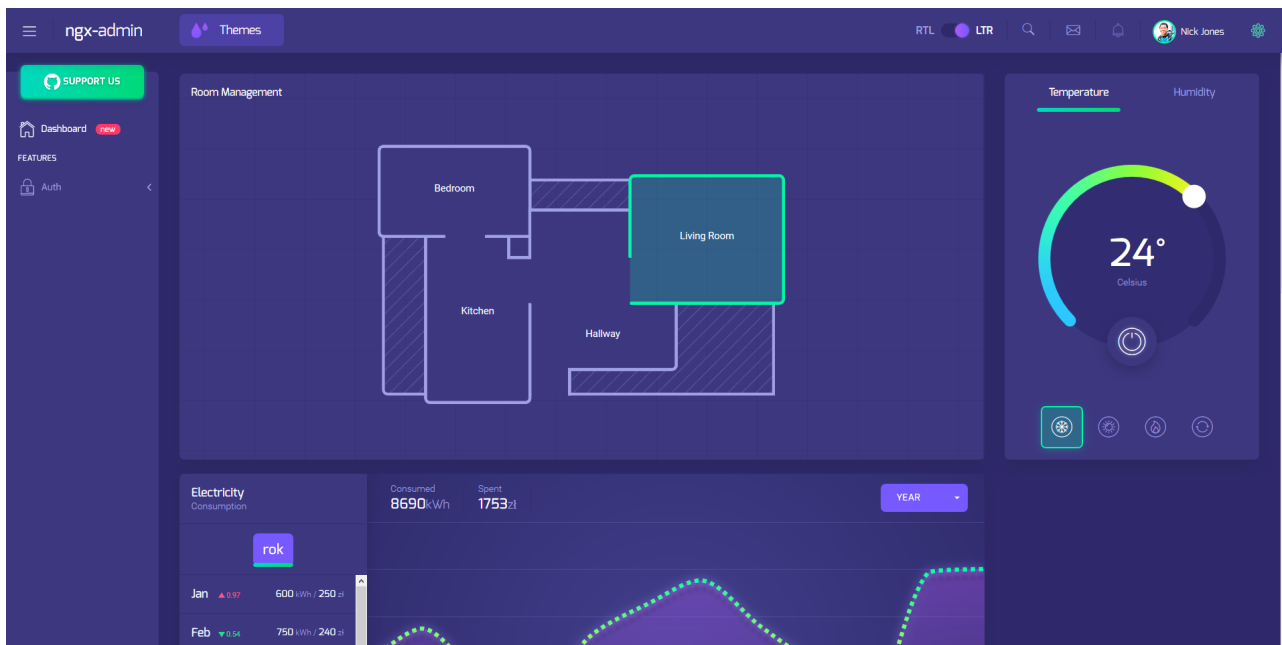 ngx-admin
Themes
RTL LTR
Nick Jones
SUPPORT US
Dashboard new
FEATURES
Auth
Room Management
Bedroom
Living Room
Kitchen
Hallway
Temperature Humidity
24°
Celsius
Electricity
Consumption
Consumed
8690kWh
Spent
1753zł
YEAR
rok
Jan 0.97 600 kWh / 250 zł
Feb 0.54 750 kWh / 240 zł